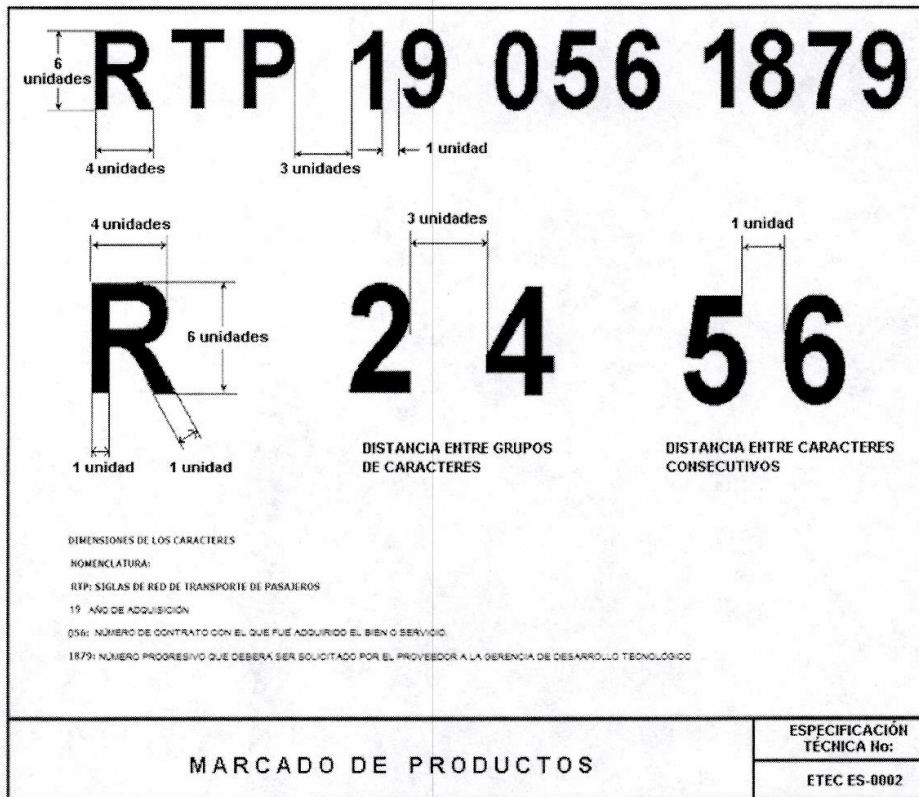 RTP 19 056 1879
6 unidades
4 unidades
3 unidades
1 unidad
4 unidades
3 unidades
1 unidad
R
6 unidades
2 4
56
1 unidad
1 unidad
DISTANCIA ENTRE GRUPOS
DE CARACTERES
DISTANCIA ENTRE CARACTERES
CONSECUTIVOS
DIMENSIONES DE LOS CARACTERES
NOMENCLATURA:
RTP: SIGLAS DE RED DE TRANSPORTE DE PASAJEROS
19 AÑO DE ADQUISICIÓN
056: NÚMERO DE CONTRATO CON EL QUE FUE ADQUIRIDO EL BIEN O SERVICIO.
1879: NÚMERO PROGRESIVO QUE DEBERÁ SER SOLICITADO POR EL PROVEEDOR A LA GERENCIA DE DESARROLLO TECNOLÓGICO
MARCADO DE PRODUCTOS
ESPECIFICACIÓN
TÉCNICA No:
ETEC ES-0002